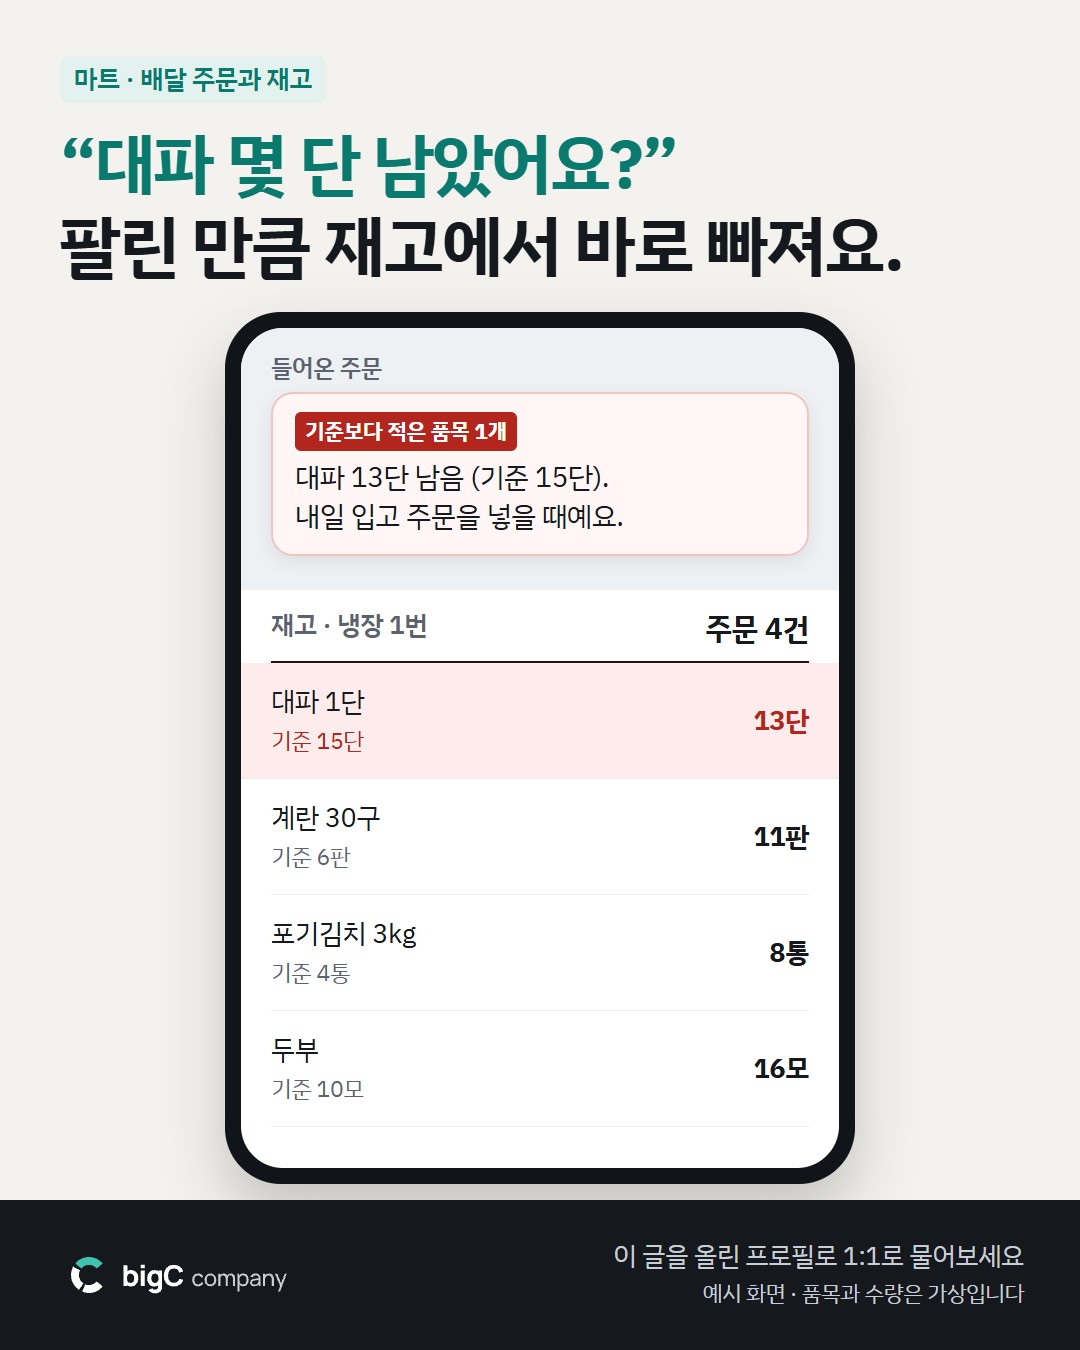 마트 · 배달 주문과 재고
“대파 몇 단 남았어요?”
팔린 만큼 재고에서 바로 빠져요.
들어온 주문
기준보다 적은 품목 1개
대파 13단 남음 (기준 15단).
내일 입고 주문을 넣을 때예요.
재고 · 냉장 1번
주문 4건
대파 1단
기준 15단
13단
계란 30구
기준 6판
11판
포기김치 3kg
기준 4통
8통
두부
기준 10모
16모
bigC company
이 글을 올린 프로필로 1:1로 물어보세요
예시 화면 · 품목과 수량은 가상입니다